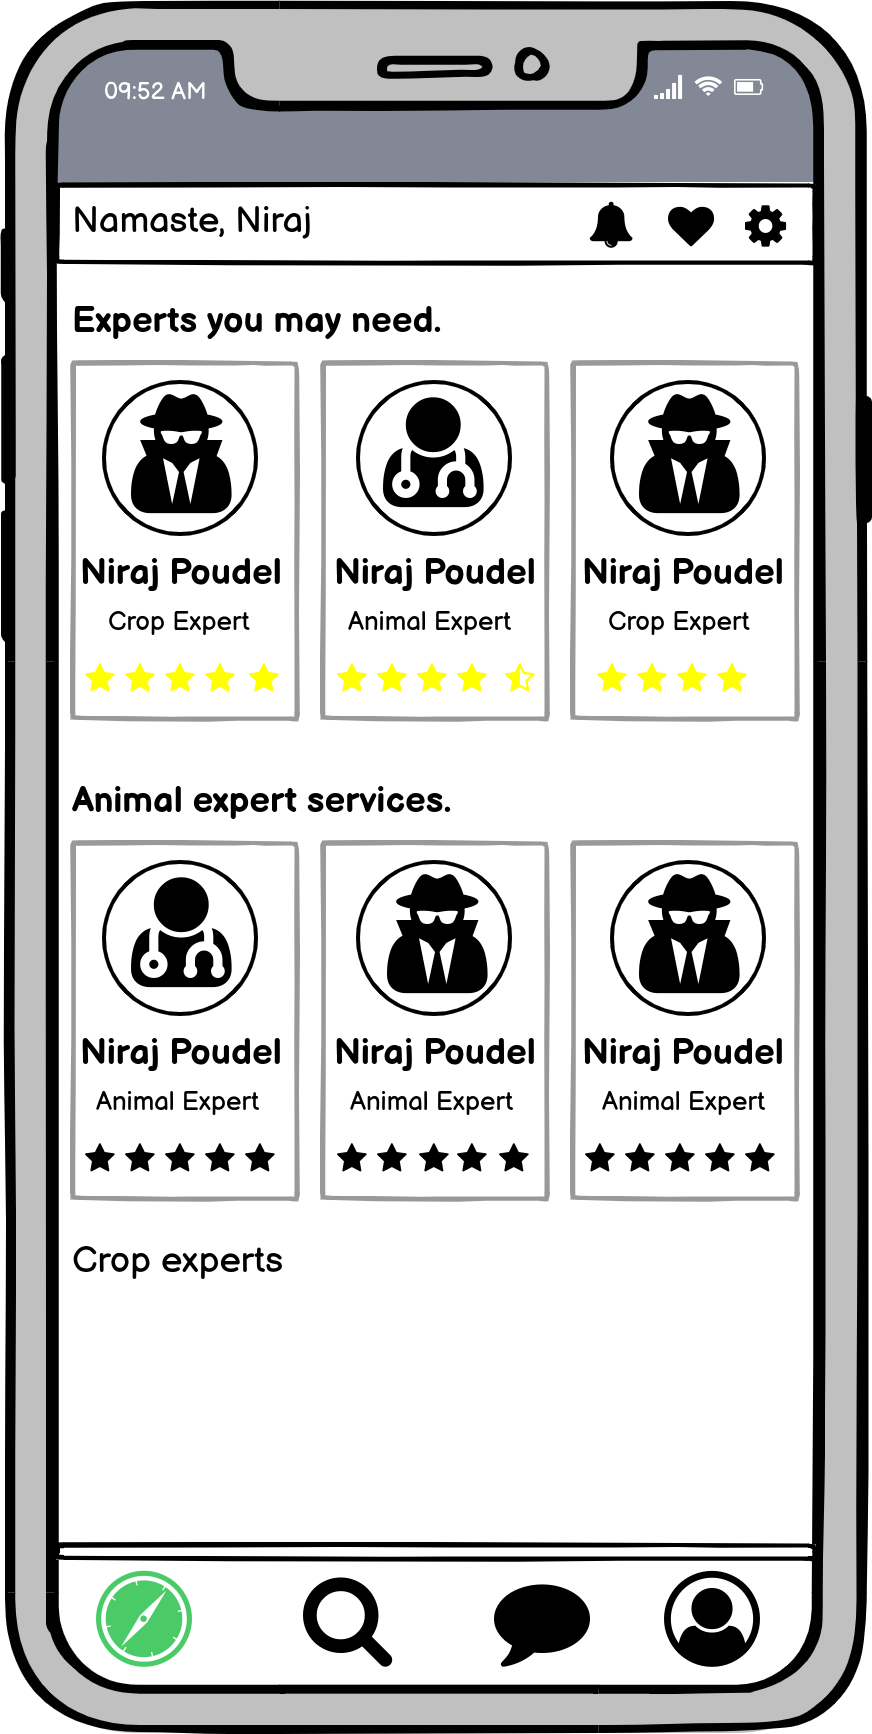 09:52 AM
Namaste, Niraj
Experts you may need.
Niraj Poudel Niraj Poudel Niraj Poudel
Crop Expert Animal Expert Crop Expert
Animal expert services.
Niraj Poudel Niraj Poudel Niraj Poudel
Animal Expert Animal Expert Animal Expert
Crop experts